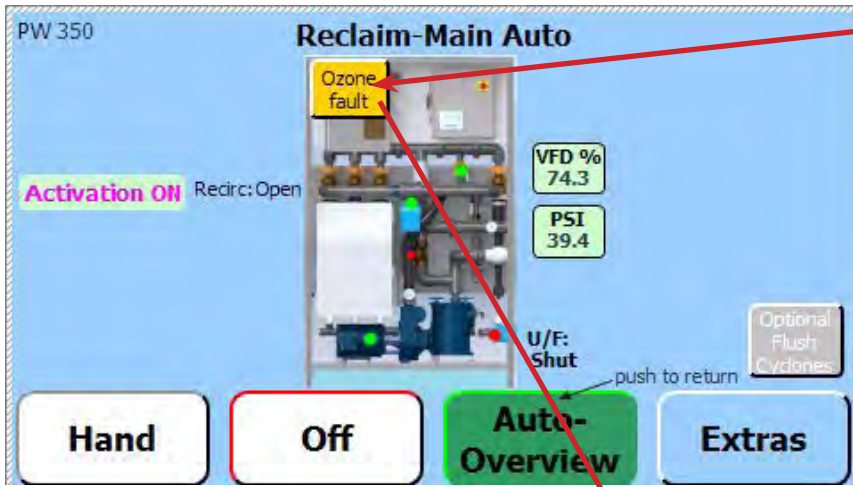 PW 350
Reclaim-Main Auto
Ozone
fault
VFD %
74.3
Activation ON
Recirc:Open
PSI
39.4
U/F:
Shut
Optional
Flush
Cyclones
push to return
Hand
Off
Auto-
Overview
Extras